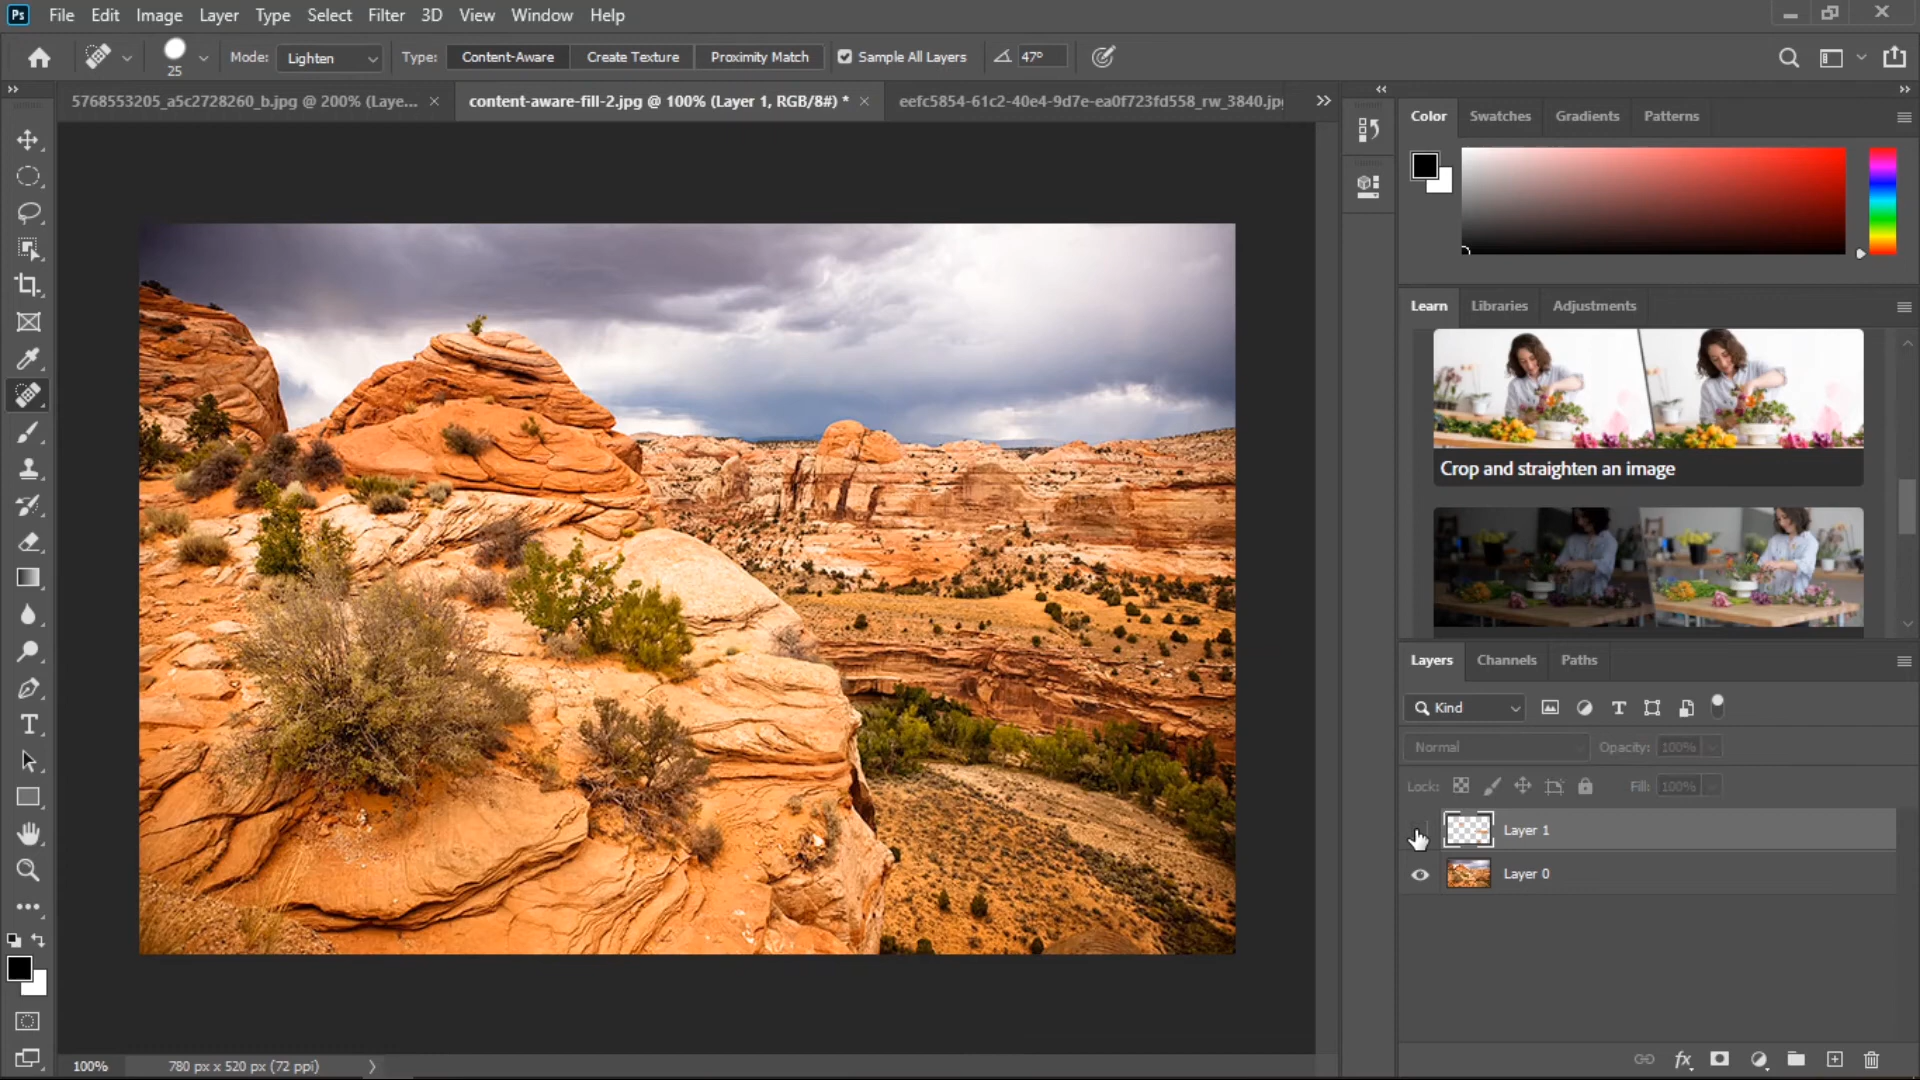 Ps File Edit Image Layer Type Select Filter 3D View Window Help
25 Mode: Lighten Type: Content-Aware Create Texture Proximity Match Sample All Layers 47°
5768553205_a5c2728260_b.jpg @ 200% (Laye... × content-aware-fill-2.jpg @ 100% (Layer 1, RGB/8#) * × eefc5854-61c2-40e4-9d7e-ea0f723fd558_rw_3840.jpg
Color Swatches Gradients Patterns
Learn Libraries Adjustments
Crop and straighten an image
Layers Channels Paths
Kind
Normal Opacity: 100%
Lock: Fill: 100%
Layer 1
Layer 0
fx
100% 780 px x 520 px (72 ppi)